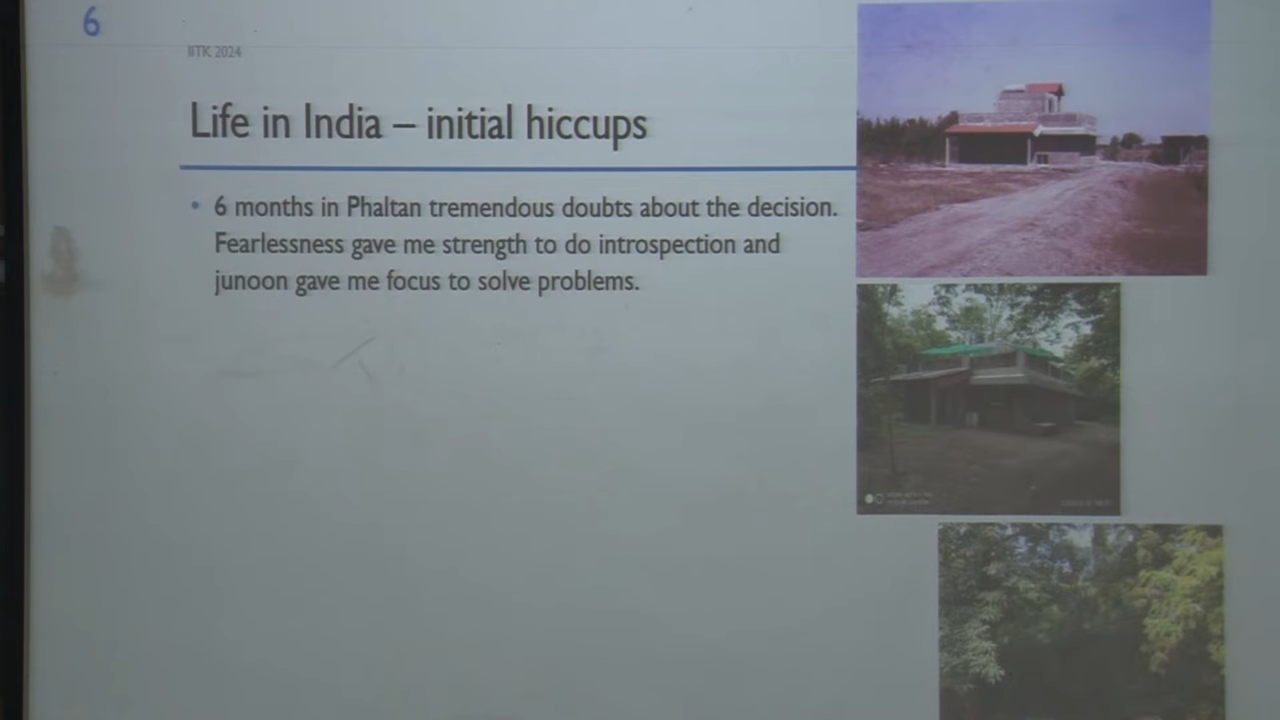 6
IITK 2024
Life in India – initial hiccups
• 6 months in Phaltan tremendous doubts about the decision.
Fearlessness gave me strength to do introspection and
junoon gave me focus to solve problems.